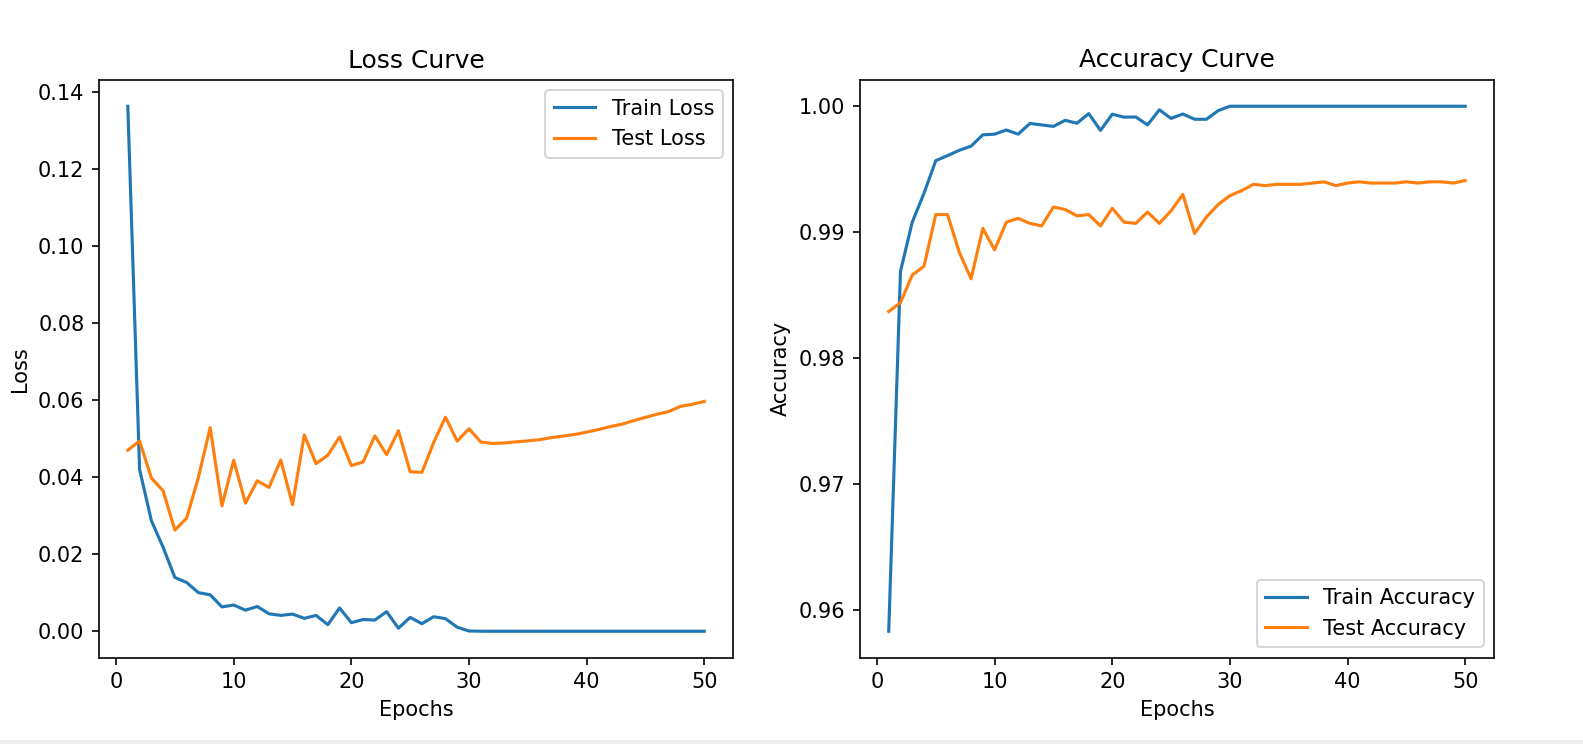 Loss Curve
0.14
0.12
0.10
0.08
0.06
0.04
0.02
0.00
Loss
0 10 20 30 40 50
Epochs
Train Loss
Test Loss
Accuracy Curve
1.00
0.99
0.98
0.97
0.96
Accuracy
0 10 20 30 40 50
Epochs
Train Accuracy
Test Accuracy